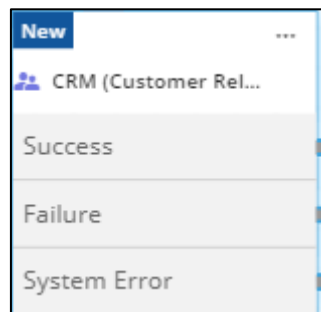 New
...
CRM (Customer Rel...
Success
Failure
System Error